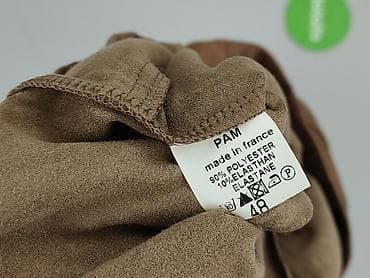 PAM
made in france
90% POLYESTER
10% ELASTHAN
ELASTANE
P
48